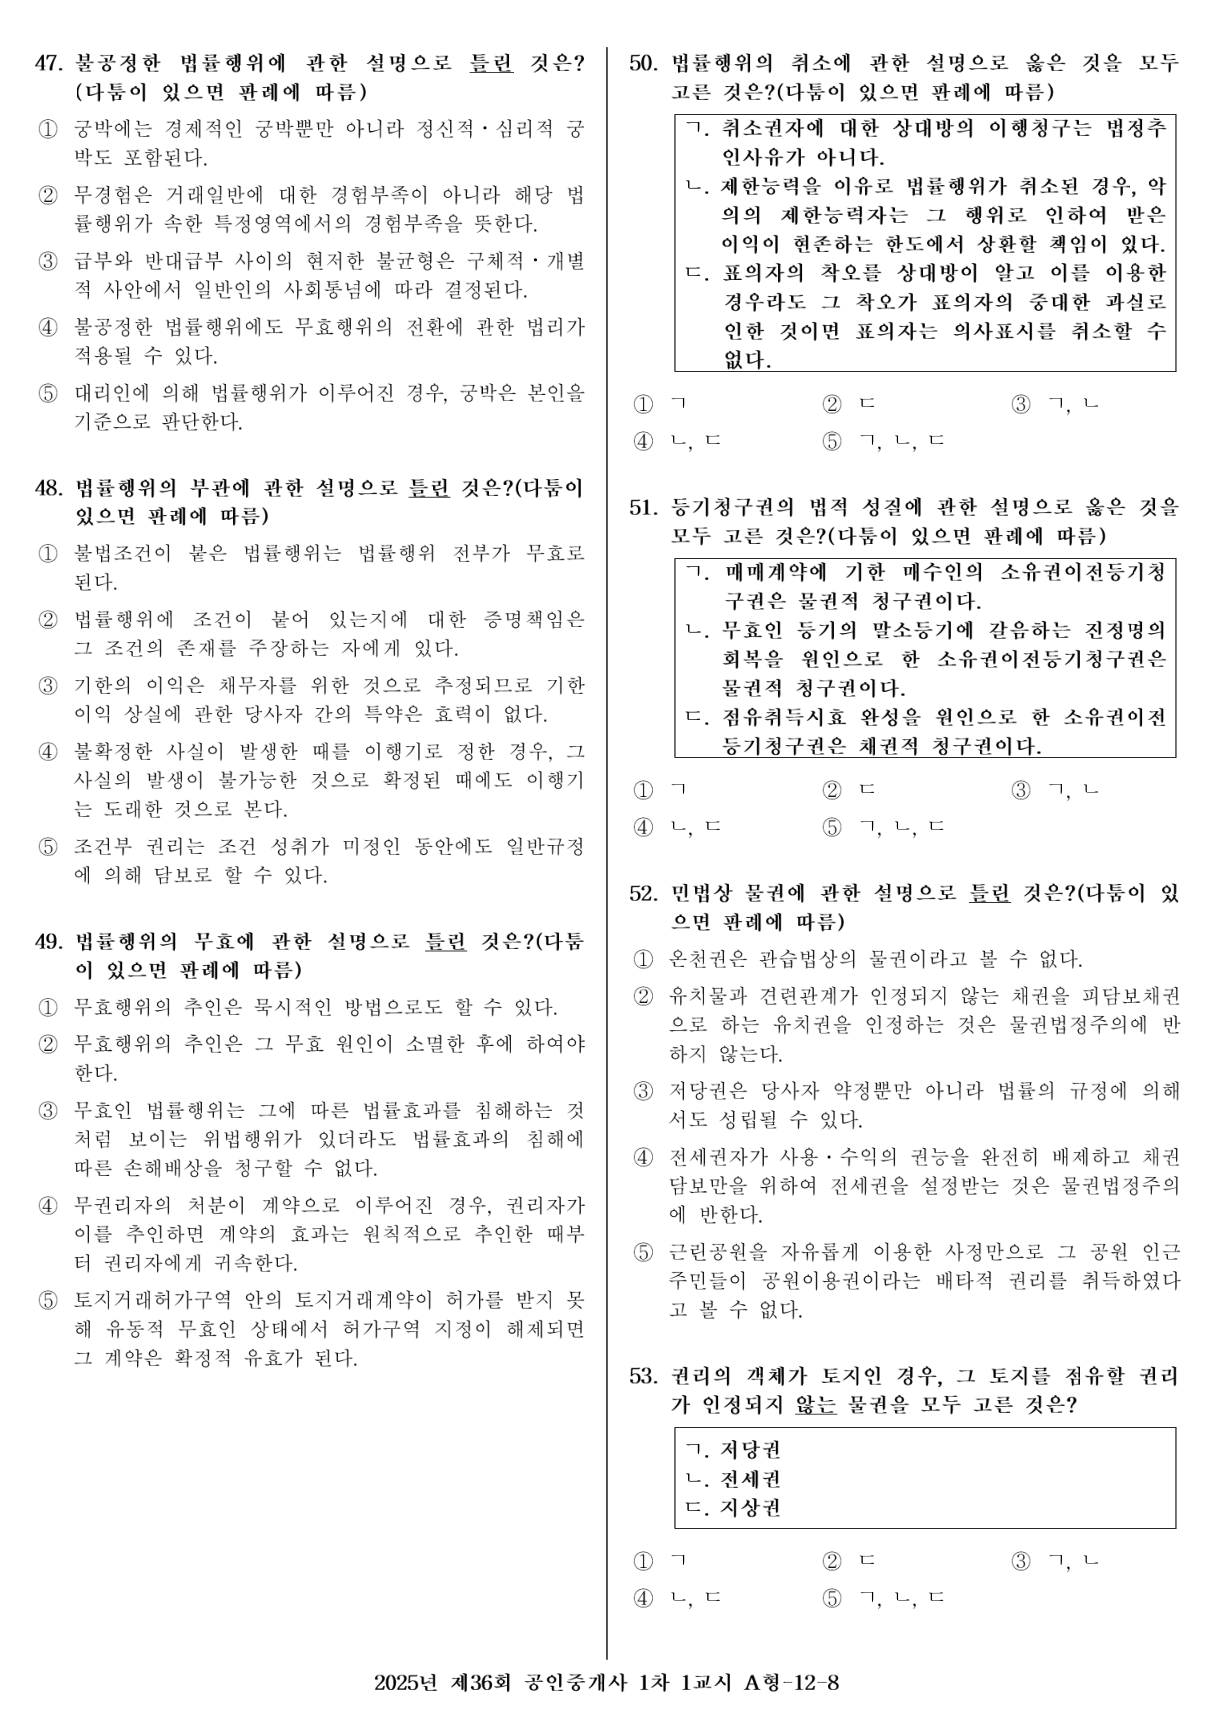 47. 불공정한 법률행위에 관한 설명으로 틀린 것은?
(다툼이 있으면 판례에 따름)
① 궁박에는 경제적인 궁박뿐만 아니라 정신적·심리적 궁
박도 포함된다.
② 무경험은 거래일반에 대한 경험부족이 아니라 해당 법
률행위가 속한 특정영역에서의 경험부족을 뜻한다.
③ 급부와 반대급부 사이의 현저한 불균형은 구체적·개별
적 사안에서 일반인의 사회통념에 따라 결정된다.
④ 불공정한 법률행위에도 무효행위의 전환에 관한 법리가
적용될 수 있다.
⑤ 대리인에 의해 법률행위가 이루어진 경우, 궁박은 본인을
기준으로 판단한다.
48. 법률행위의 부관에 관한 설명으로 틀린 것은?(다툼이
있으면 판례에 따름)
① 불법조건이 붙은 법률행위는 법률행위 전부가 무효로
된다.
② 법률행위에 조건이 붙어 있는지에 대한 증명책임은
그 조건의 존재를 주장하는 자에게 있다.
③ 기한의 이익은 채무자를 위한 것으로 추정되므로 기한
이익 상실에 관한 당사자 간의 특약은 효력이 없다.
④ 불확정한 사실이 발생한 때를 이행기로 정한 경우, 그
사실의 발생이 불가능한 것으로 확정된 때에도 이행기
는 도래한 것으로 본다.
⑤ 조건부 권리는 조건 성취가 미정인 동안에도 일반규정
에 의해 담보로 할 수 있다.
49. 법률행위의 무효에 관한 설명으로 틀린 것은?(다툼
이 있으면 판례에 따름)
① 무효행위의 추인은 묵시적인 방법으로도 할 수 있다.
② 무효행위의 추인은 그 무효 원인이 소멸한 후에 하여야
한다.
③ 무효인 법률행위는 그에 따른 법률효과를 침해하는 것
처럼 보이는 위법행위가 있더라도 법률효과의 침해에
따른 손해배상을 청구할 수 없다.
④ 무권리자의 처분이 계약으로 이루어진 경우, 권리자가
이를 추인하면 계약의 효과는 원칙적으로 추인한 때부
터 권리자에게 귀속한다.
⑤ 토지거래허가구역 안의 토지거래계약이 허가를 받지 못
해 유동적 무효인 상태에서 허가구역 지정이 해제되면
그 계약은 확정적 유효가 된다.
50. 법률행위의 취소에 관한 설명으로 옳은 것을 모두
고른 것은?(다툼이 있으면 판례에 따름)
ㄱ. 취소권자에 대한 상대방의 이행청구는 법정추
인사유가 아니다.
ㄴ. 제한능력을 이유로 법률행위가 취소된 경우, 악
의의 제한능력자는 그 행위로 인하여 받은
이익이 현존하는 한도에서 상환할 책임이 있다.
ㄷ. 표의자의 착오를 상대방이 알고 이를 이용한
경우라도 그 착오가 표의자의 중대한 과실로
인한 것이면 표의자는 의사표시를 취소할 수
없다.
① ㄱ ② ㄷ ③ ㄱ, ㄴ
④ ㄴ, ㄷ ⑤ ㄱ, ㄴ, ㄷ
51. 등기청구권의 법적 성질에 관한 설명으로 옳은 것을
모두 고른 것은?(다툼이 있으면 판례에 따름)
ㄱ. 매매계약에 기한 매수인의 소유권이전등기청
구권은 물권적 청구권이다.
ㄴ. 무효인 등기의 말소등기에 갈음하는 진정명의
회복을 원인으로 한 소유권이전등기청구권은
물권적 청구권이다.
ㄷ. 점유취득시효 완성을 원인으로 한 소유권이전
등기청구권은 채권적 청구권이다.
① ㄱ ② ㄷ ③ ㄱ, ㄴ
④ ㄴ, ㄷ ⑤ ㄱ, ㄴ, ㄷ
52. 민법상 물권에 관한 설명으로 틀린 것은?(다툼이 있
으면 판례에 따름)
① 온천권은 관습법상의 물권이라고 볼 수 없다.
② 유치물과 견련관계가 인정되지 않는 채권을 피담보채권
으로 하는 유치권을 인정하는 것은 물권법정주의에 반
하지 않는다.
③ 저당권은 당사자 약정뿐만 아니라 법률의 규정에 의해
서도 성립될 수 있다.
④ 전세권자가 사용·수익의 권능을 완전히 배제하고 채권
담보만을 위하여 전세권을 설정받는 것은 물권법정주의
에 반한다.
⑤ 근린공원을 자유롭게 이용한 사정만으로 그 공원 인근
주민들이 공원이용권이라는 배타적 권리를 취득하였다
고 볼 수 없다.
53. 권리의 객체가 토지인 경우, 그 토지를 점유할 권리
가 인정되지 않는 물권을 모두 고른 것은?
ㄱ. 저당권
ㄴ. 전세권
ㄷ. 지상권
① ㄱ ② ㄷ ③ ㄱ, ㄴ
④ ㄴ, ㄷ ⑤ ㄱ, ㄴ, ㄷ
2025년 제36회 공인중개사 1차 1교시 A형-12-8